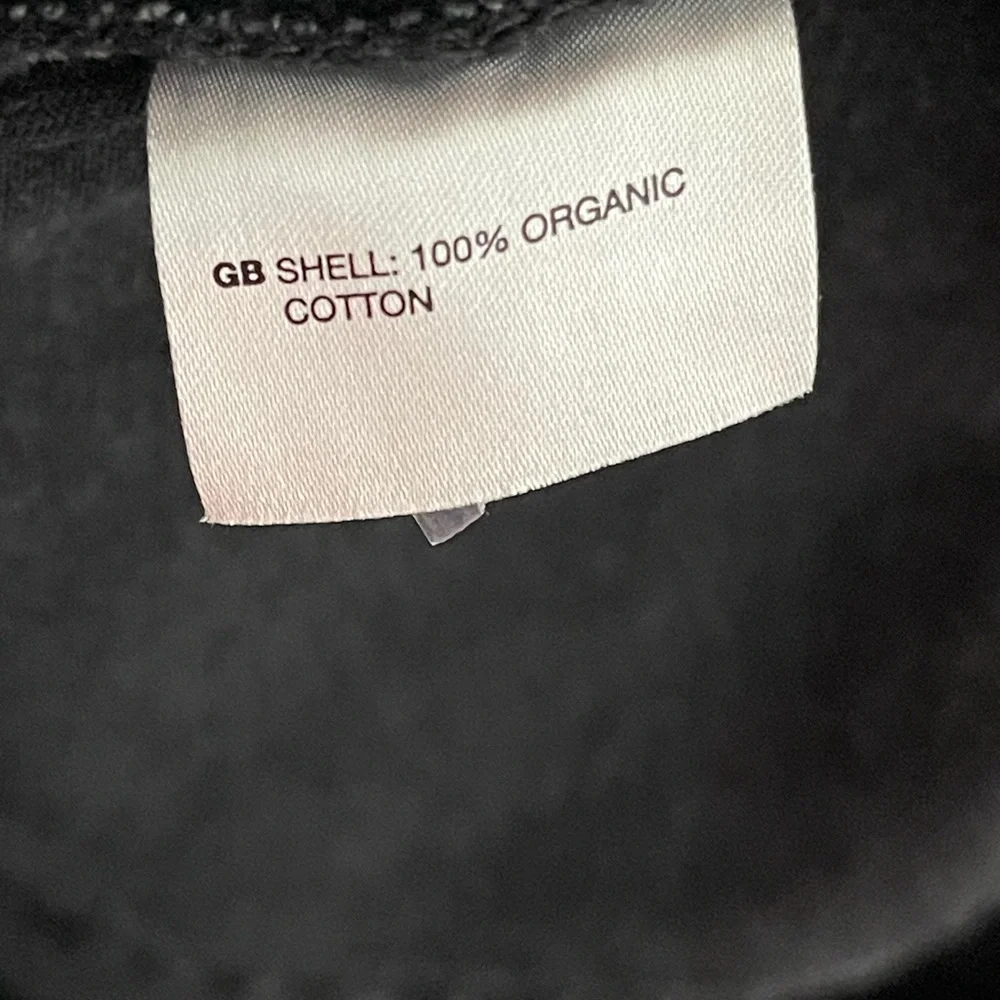 GB SHELL: 100% ORGANIC
COTTON